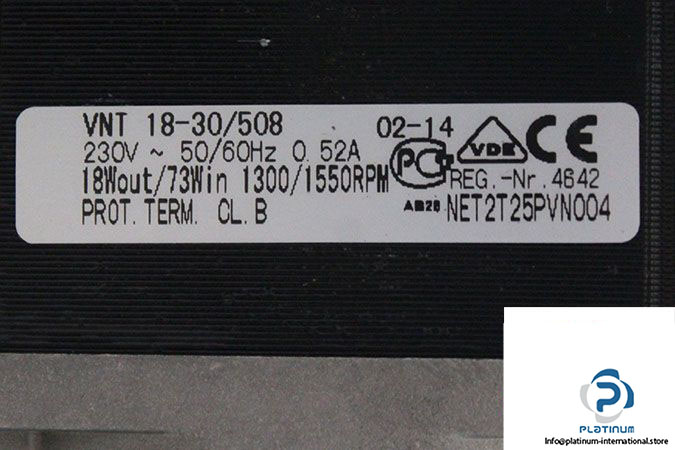 VNT 18-30/508 02-14 VDE CE
230V ~ 50/60Hz 0.52A
18Wout/73Win 1300/1550RPM REG.-Nr.4642
PROT.TERM. CL.B NET2T25PVN004
PLATINUM
Info@platinum-international.store